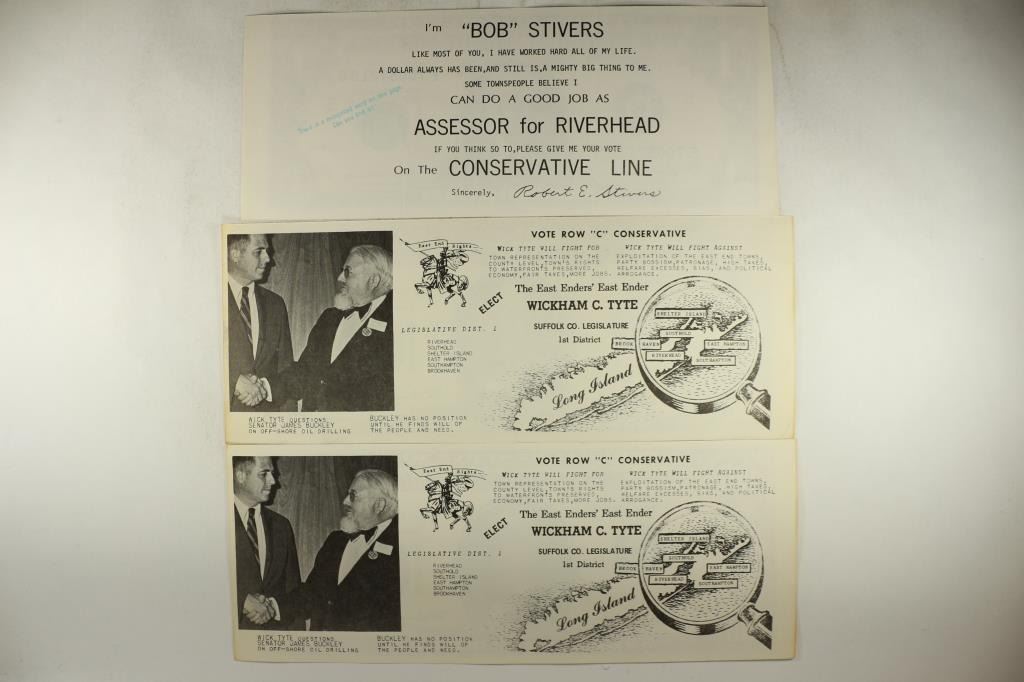 I'm "BOB" STIVERS
LIKE MOST OF YOU, I HAVE WORKED HARD ALL OF MY LIFE.
A DOLLAR ALWAYS HAS BEEN,AND STILL IS,A MIGHTY BIG THING TO ME.
SOME TOWNSPEOPLE BELIEVE I
CAN DO A GOOD JOB AS
ASSESSOR for RIVERHEAD
IF YOU THINK SO TO,PLEASE GIVE ME YOUR VOTE
On The CONSERVATIVE LINE
Sincerely, Robert E. Stivers
There is a misspelled word on this page.
Can you find it?
VOTE ROW "C" CONSERVATIVE
East End Rights
WICK TYTE WILL FIGHT FOR
TOWN REPRESENTATION ON THE
COUNTY LEVEL,TOWN'S RIGHTS
TO WATERFRONTS PRESERVED,
ECONOMY,FAIR TAXES,MORE JOBS.
WICK TYTE WILL FIGHT AGAINST
EXPLOITATION OF THE EAST END TOWNS,
PARTY BOSSISM,PATRONAGE, HIGH TAXES,
WELFARE EXCESSES, BIAS, AND POLITICAL
ARROGANCE.
ELECT
The East Enders' East Ender
WICKHAM C. TYTE
SUFFOLK CO. LEGISLATURE
1st District
LEGISLATIVE DIST. 1
RIVERHEAD
SOUTHOLD
SHELTER ISLAND
EAST HAMPTON
SOUTHAMPTON
BROOKHAVEN
SHELTER ISLAND
SOUTHOLD
BROOK HAVEN
EAST HAMPTON
RIVERHEAD
SOUTHAMPTON
Long Island
WICK TYTE QUESTIONS
SENATOR JAMES BUCKLEY
ON OFF-SHORE OIL DRILLING
BUCKLEY HAS NO POSITION
UNTIL HE FINDS WILL OF
THE PEOPLE AND NEED.
VOTE ROW "C" CONSERVATIVE
East End Rights
WICK TYTE WILL FIGHT FOR
TOWN REPRESENTATION ON THE
COUNTY LEVEL,TOWN'S RIGHTS
TO WATERFRONTS PRESERVED,
ECONOMY,FAIR TAXES,MORE JOBS.
WICK TYTE WILL FIGHT AGAINST
EXPLOITATION OF THE EAST END TOWNS,
PARTY BOSSISM,PATRONAGE, HIGH TAXES,
WELFARE EXCESSES, BIAS, AND POLITICAL
ARROGANCE.
ELECT
The East Enders' East Ender
WICKHAM C. TYTE
SUFFOLK CO. LEGISLATURE
1st District
LEGISLATIVE DIST. 1
RIVERHEAD
SOUTHOLD
SHELTER ISLAND
EAST HAMPTON
SOUTHAMPTON
BROOKHAVEN
SHELTER ISLAND
SOUTHOLD
BROOK HAVEN
EAST HAMPTON
RIVERHEAD
SOUTHAMPTON
Long Island
WICK TYTE QUESTIONS
SENATOR JAMES BUCKLEY
ON OFF-SHORE OIL DRILLING
BUCKLEY HAS NO POSITION
UNTIL HE FINDS WILL OF
THE PEOPLE AND NEED.